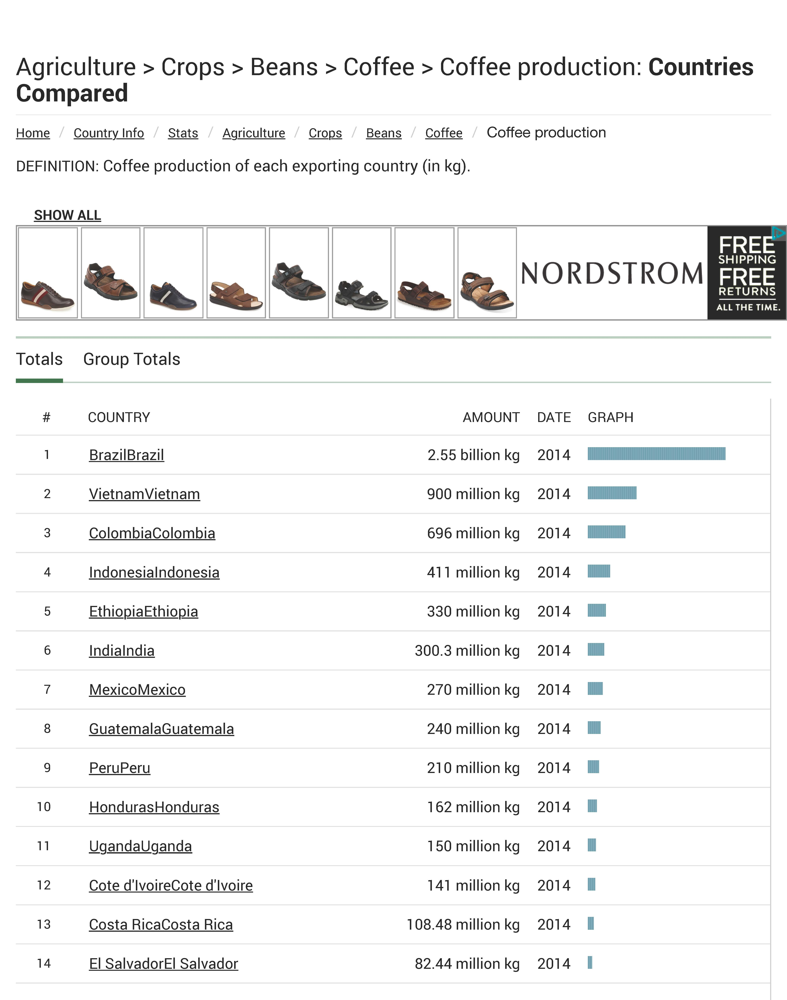 Agriculture > Crops > Beans > Coffee > Coffee production: Countries
Compared
Home / Country Info / Stats / Agriculture / Crops / Beans / Coffee / Coffee production
DEFINITION: Coffee production of each exporting country (in kg).
SHOW ALL
NORDSTROM
FREE
SHIPPING
FREE
RETURNS
ALL THE TIME.
Totals Group Totals
# COUNTRY AMOUNT DATE GRAPH
1 BrazilBrazil 2.55 billion kg 2014
2 VietnamVietnam 900 million kg 2014
3 ColombiaColombia 696 million kg 2014
4 IndonesiaIndonesia 411 million kg 2014
5 EthiopiaEthiopia 330 million kg 2014
6 IndiaIndia 300.3 million kg 2014
7 MexicoMexico 270 million kg 2014
8 GuatemalaGuatemala 240 million kg 2014
9 PeruPeru 210 million kg 2014
10 HondurasHonduras 162 million kg 2014
11 UgandaUganda 150 million kg 2014
12 Cote d'IvoireCote d'Ivoire 141 million kg 2014
13 Costa RicaCosta Rica 108.48 million kg 2014
14 El SalvadorEl Salvador 82.44 million kg 2014